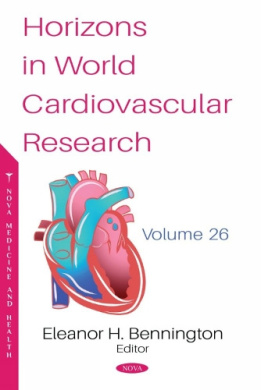 Horizons
in World
Cardiovascular
Research
Volume 26
NOVA MEDICINE AND HEALTH
Eleanor H. Bennington
Editor
NOVA